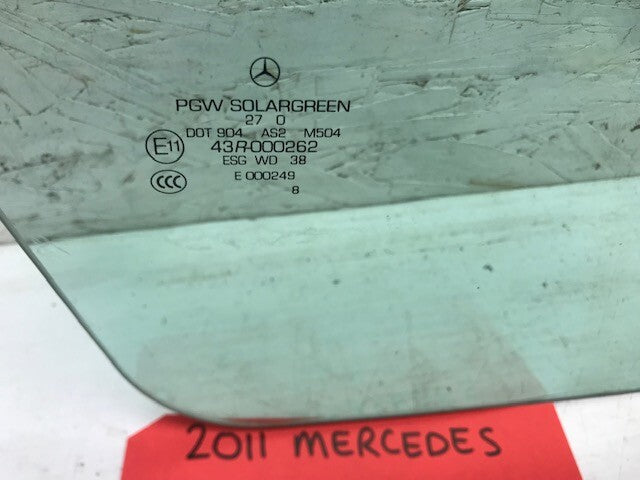 PGW SOLARGREEN
27 0
DOT 904 AS2 M504
E11 43R-000262
ESG WD 38
CCC E 000249
8
2011 MERCEDES